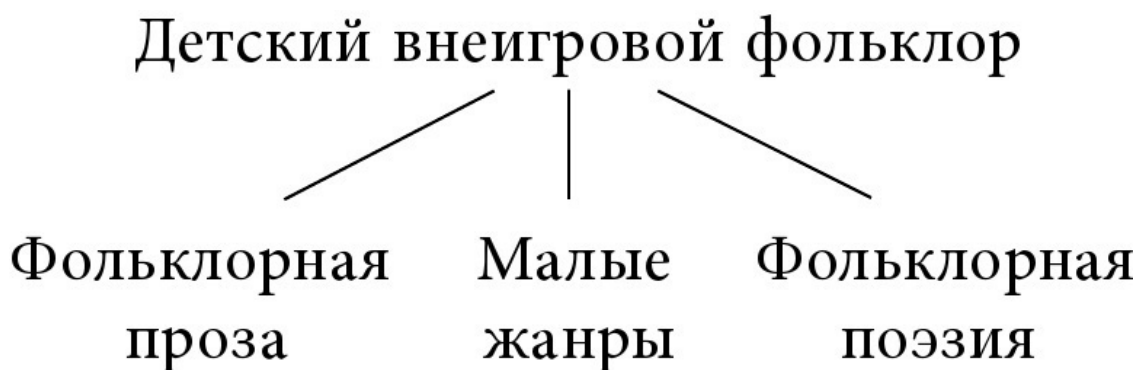 Детский внеигровой фольклор
Фольклорная Малые Фольклорная
проза жанры поэзия